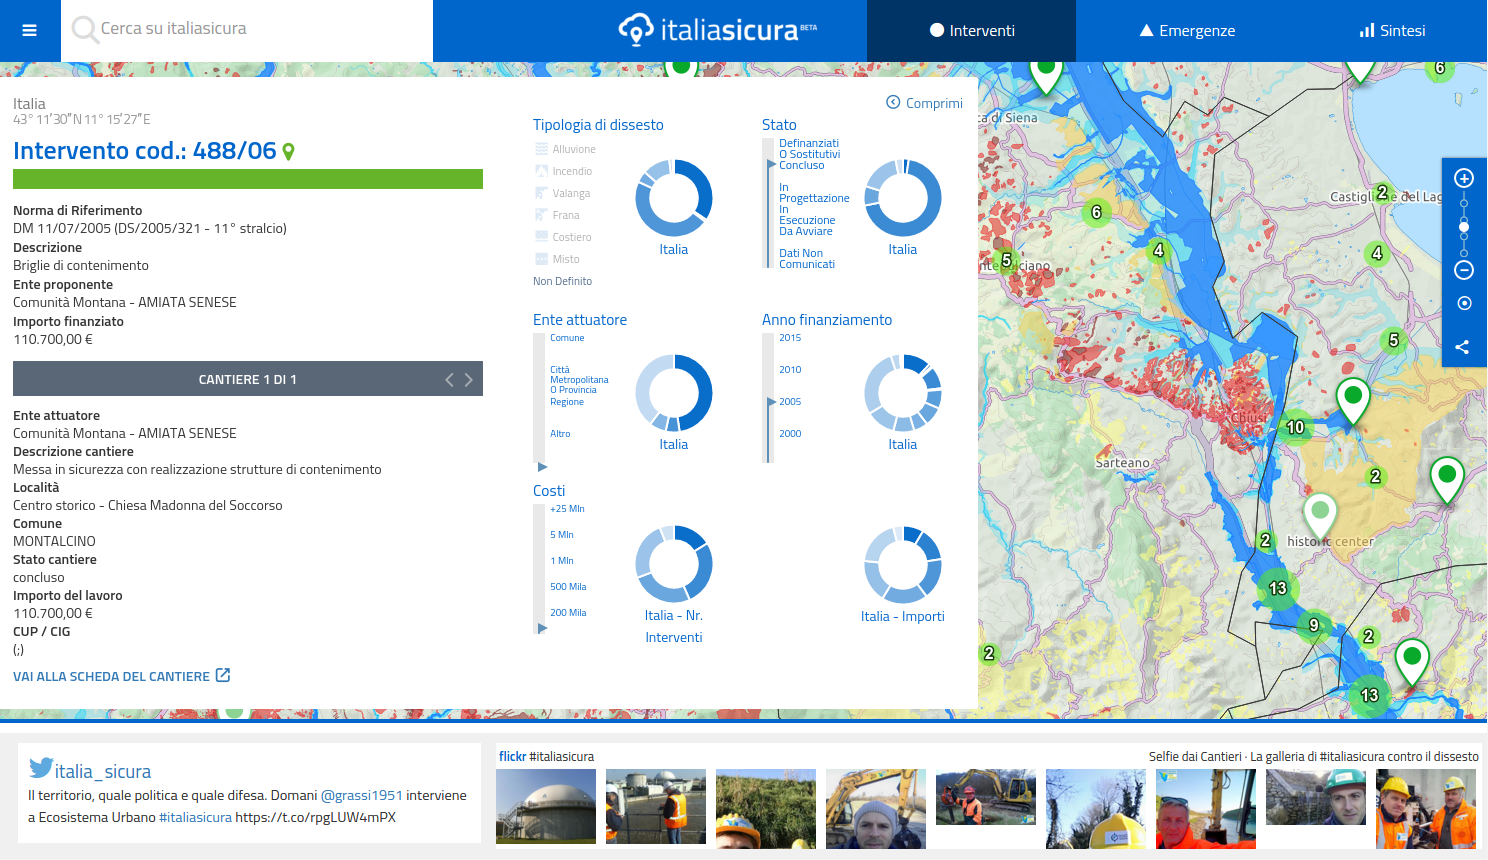 Cerca su italiasicura
italiasicura BETA
Interventi
Emergenze
Sintesi
Italia
43° 11′ 30″ N 11° 15′ 27″ E
Intervento cod.: 488/06
Norma di Riferimento
DM 11/07/2005 (DS/2005/321 - 11° stralcio)
Descrizione
Briglie di contenimento
Ente proponente
Comunità Montana - AMIATA SENESE
Importo finanziato
110.700,00 €
CANTIERE 1 DI 1
Ente attuatore
Comunità Montana - AMIATA SENESE
Descrizione cantiere
Messa in sicurezza con realizzazione strutture di contenimento
Località
Centro storico - Chiesa Madonna del Soccorso
Comune
MONTALCINO
Stato cantiere
concluso
Importo del lavoro
110.700,00 €
CUP / CIG
(;)
VAI ALLA SCHEDA DEL CANTIERE
Comprimi
Tipologia di dissesto
Alluvione
Incendio
Valanga
Frana
Costiero
Misto
Non Definito
Italia
Stato
Definanziati
O Sostitutivi
Concluso
In
Progettazione
In
Esecuzione
Da Avviare
Dati Non
Comunicati
Italia
Ente attuatore
Comune
Città
Metropolitana
O Provincia
Regione
Altro
Italia
Anno finanziamento
2015
2010
2005
2000
Italia
Costi
+25 Mln
5 Mln
1 Mln
500 Mila
200 Mila
Italia - Nr.
Interventi
Italia - Importi
6
ta di Siena
2
Castiglione del Lag
6
4
4
5
ntepulciano
5
Chiusi
10
Sarteano
2
2
historic center
13
9
2
2
13
italia_sicura
Il territorio, quale politica e quale difesa. Domani @grassi1951 interviene
a Ecosistema Urbano #italiasicura https://t.co/rpgLUW4mPX
flickr #italiasicura
Selfie dai Cantieri · La galleria di #italiasicura contro il dissesto